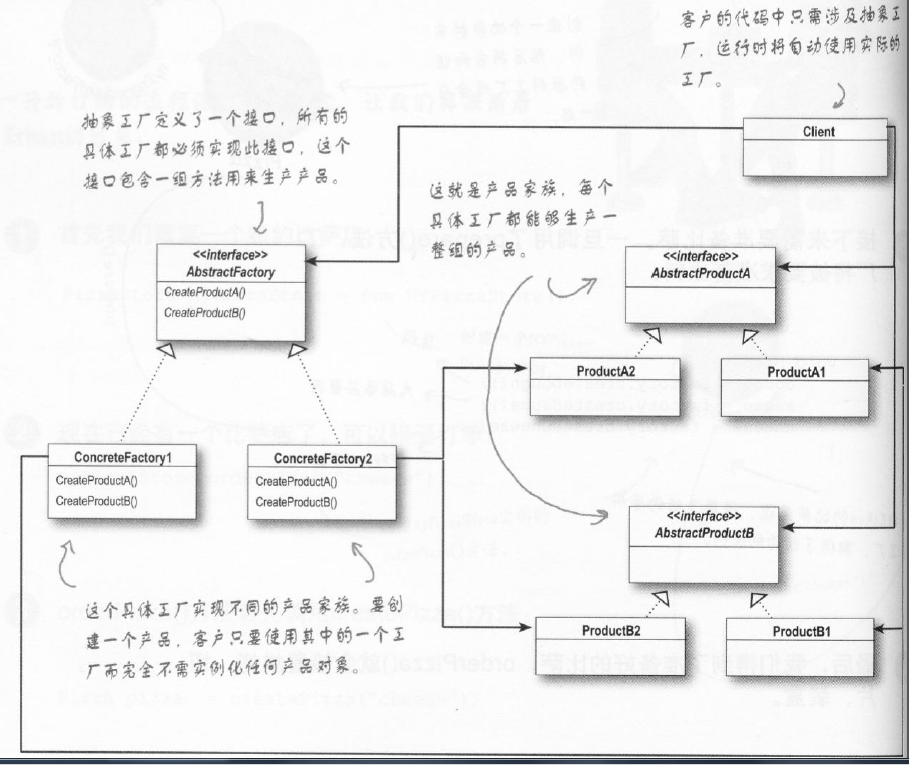 客户的代码中只需涉及抽象工
厂，运行时将自动使用实际的
工厂。
Client
抽象工厂定义了一个接口，所有的
具体工厂都必须实现此接口，这个
接口包含一组方法用来生产产品。
这就是产品家族，每个
具体工厂都能够生产一
整组的产品。
<<interface>>
AbstractFactory
CreateProductA()
CreateProductB()
<<interface>>
AbstractProductA
ProductA2
ProductA1
ConcreteFactory1
CreateProductA()
CreateProductB()
ConcreteFactory2
CreateProductA()
CreateProductB()
<<interface>>
AbstractProductB
ProductB2
ProductB1
这个具体工厂实现不同的产品家族。要创
建一个产品，客户只要使用其中的一个工
厂而完全不需实例化任何产品对象。